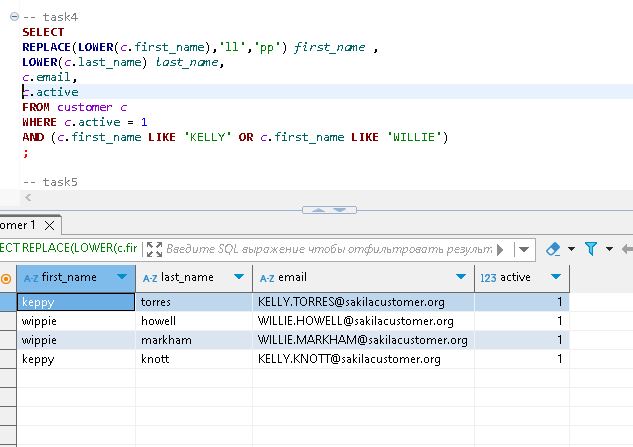 -- task4
SELECT
REPLACE(LOWER(c.first_name),'ll','pp') first_name ,
LOWER(c.last_name) last_name,
c.email,
c.active
FROM customer c
WHERE c.active = 1
AND (c.first_name LIKE 'KELLY' OR c.first_name LIKE 'WILLIE')
;
-- task5
omer 1
ECT REPLACE(LOWER(c.fir Введите SQL выражение чтобы отфильтровать результ
A-Z first_name A-Z last_name A-Z email 123 active
keppy torres KELLY.TORRES@sakilacustomer.org 1
wippie howell WILLIE.HOWELL@sakilacustomer.org 1
wippie markham WILLIE.MARKHAM@sakilacustomer.org 1
keppy knott KELLY.KNOTT@sakilacustomer.org 1